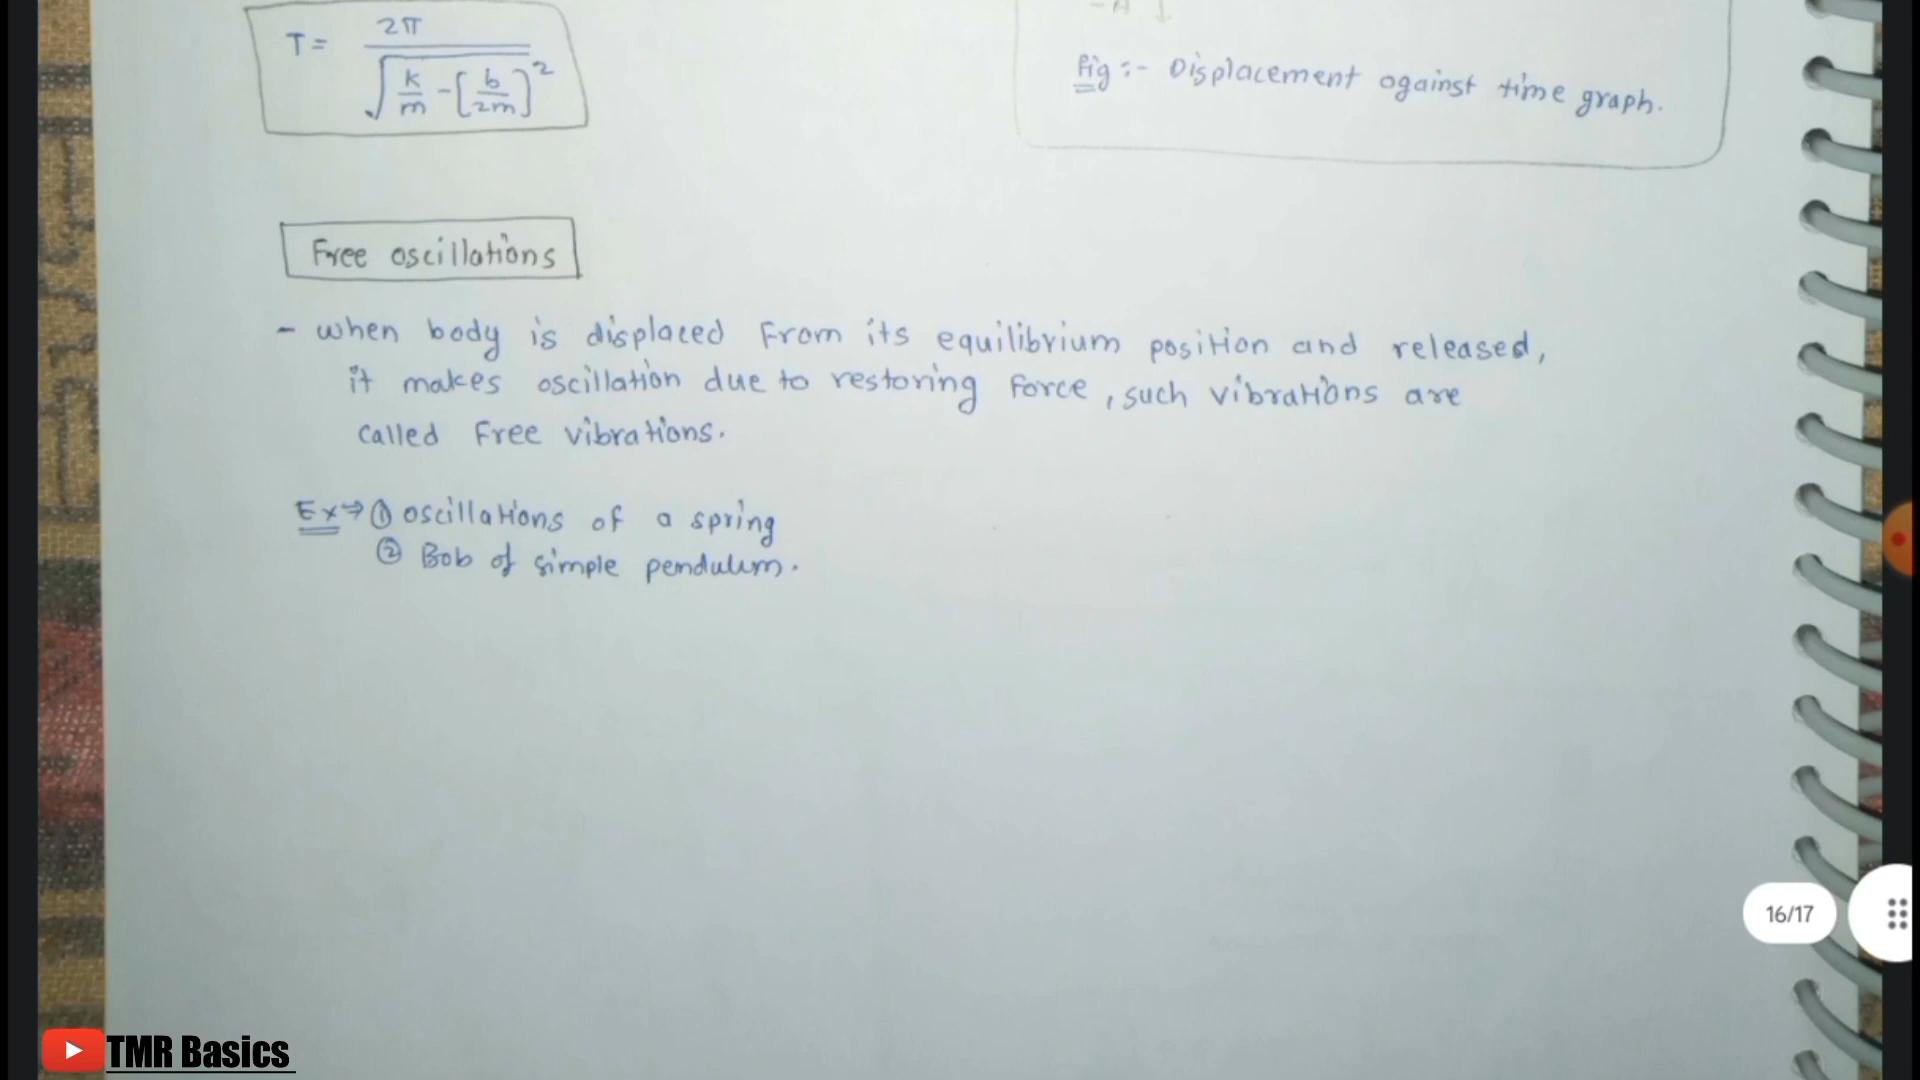 T = 2π / √(k/m - [b/2m]²)
-A
Fig :- Displacement against time graph.
Free oscillations
- when body is displaced from its equilibrium position and released,
it makes oscillation due to restoring force, such vibrations are
called Free vibrations.
Ex ⇒ ① oscillations of a spring
② Bob of simple pendulum.
16/17
TMR Basics